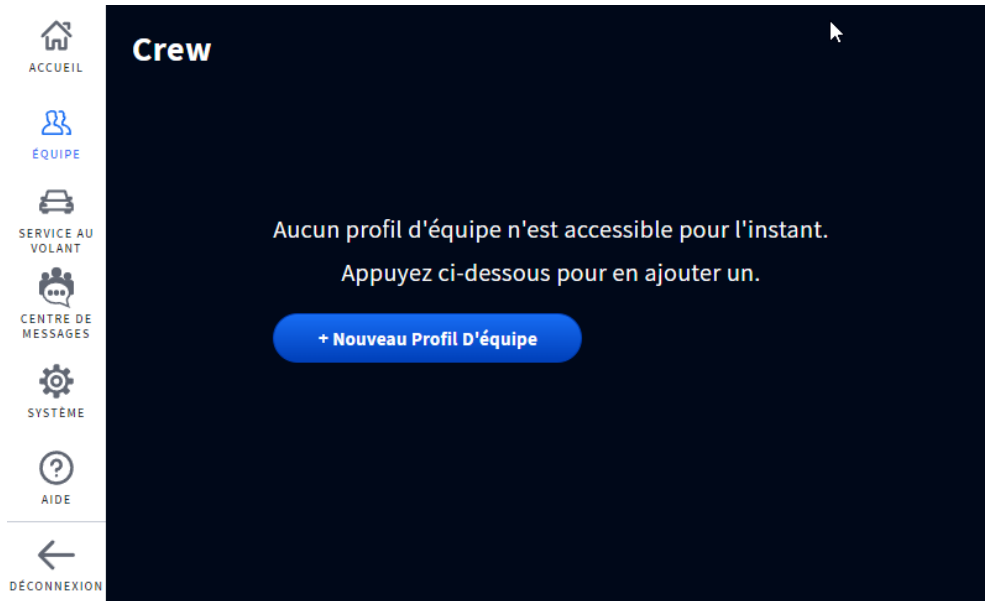 ACCUEIL
ÉQUIPE
SERVICE AU
VOLANT
CENTRE DE
MESSAGES
SYSTÈME
AIDE
DÉCONNEXION
Crew
Aucun profil d'équipe n'est accessible pour l'instant.
Appuyez ci-dessous pour en ajouter un.
+ Nouveau Profil D'équipe